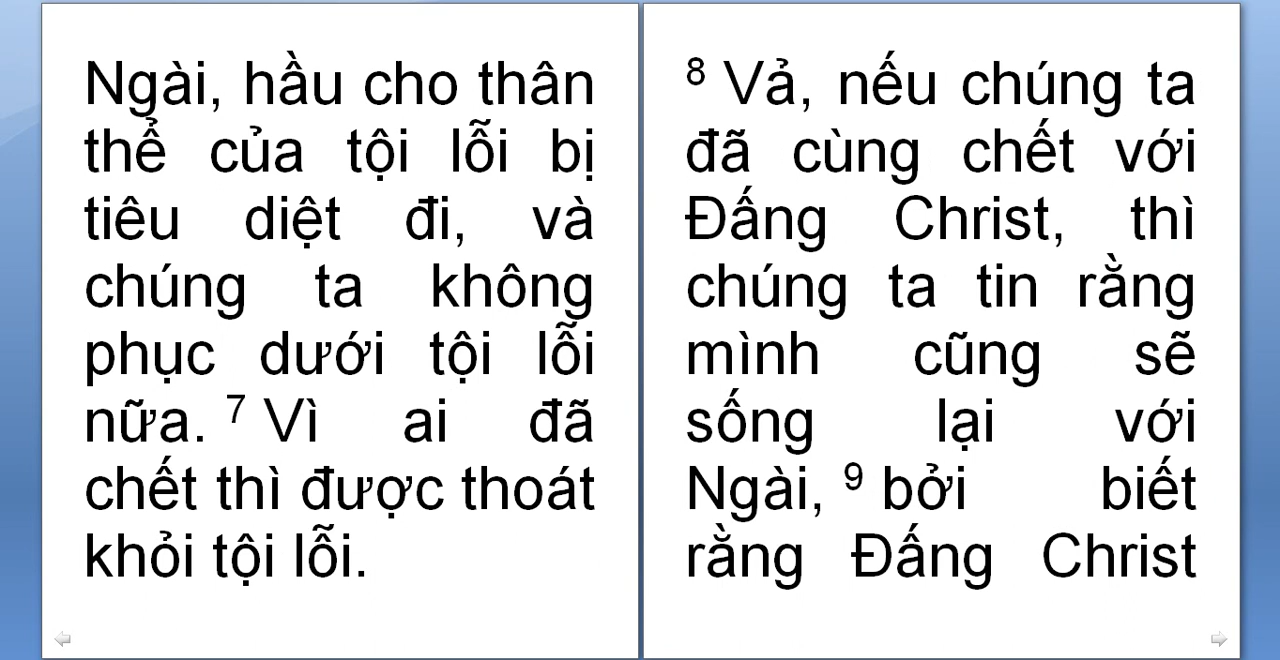 Ngài, hầu cho thân
thể của tội lỗi bị
tiêu diệt đi, và
chúng ta không
phục dưới tội lỗi
nữa. 7 Vì ai đã
chết thì được thoát
khỏi tội lỗi.
8 Vả, nếu chúng ta
đã cùng chết với
Đấng Christ, thì
chúng ta tin rằng
mình cũng sẽ
sống lại với
Ngài, 9 bởi biết
rằng Đấng Christ